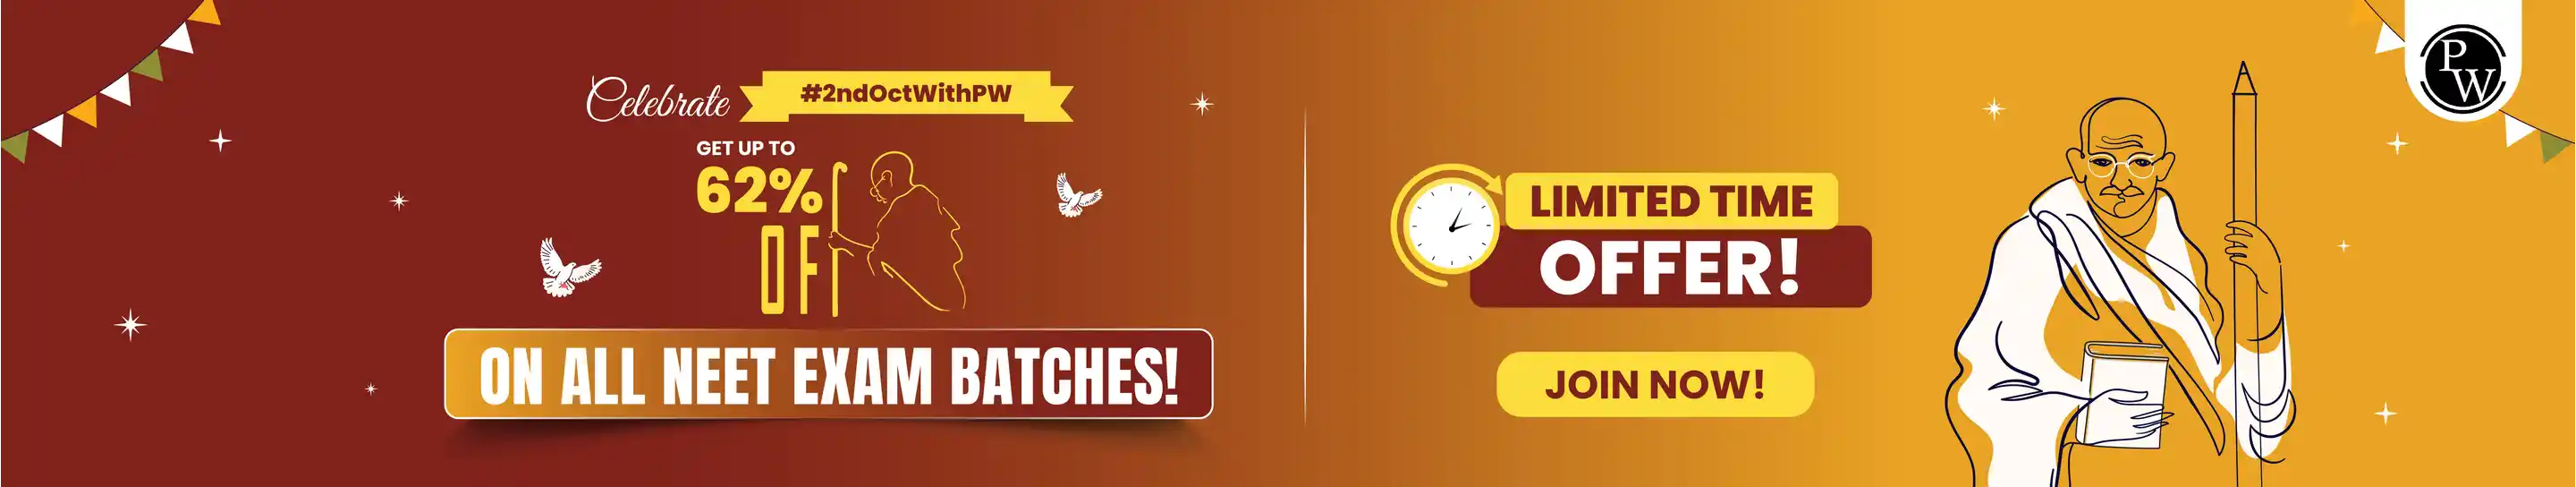 Celebrate #2ndOctWithPW
GET UP TO
62%
OFF
ON ALL NEET EXAM BATCHES!
LIMITED TIME
OFFER!
JOIN NOW!
PW